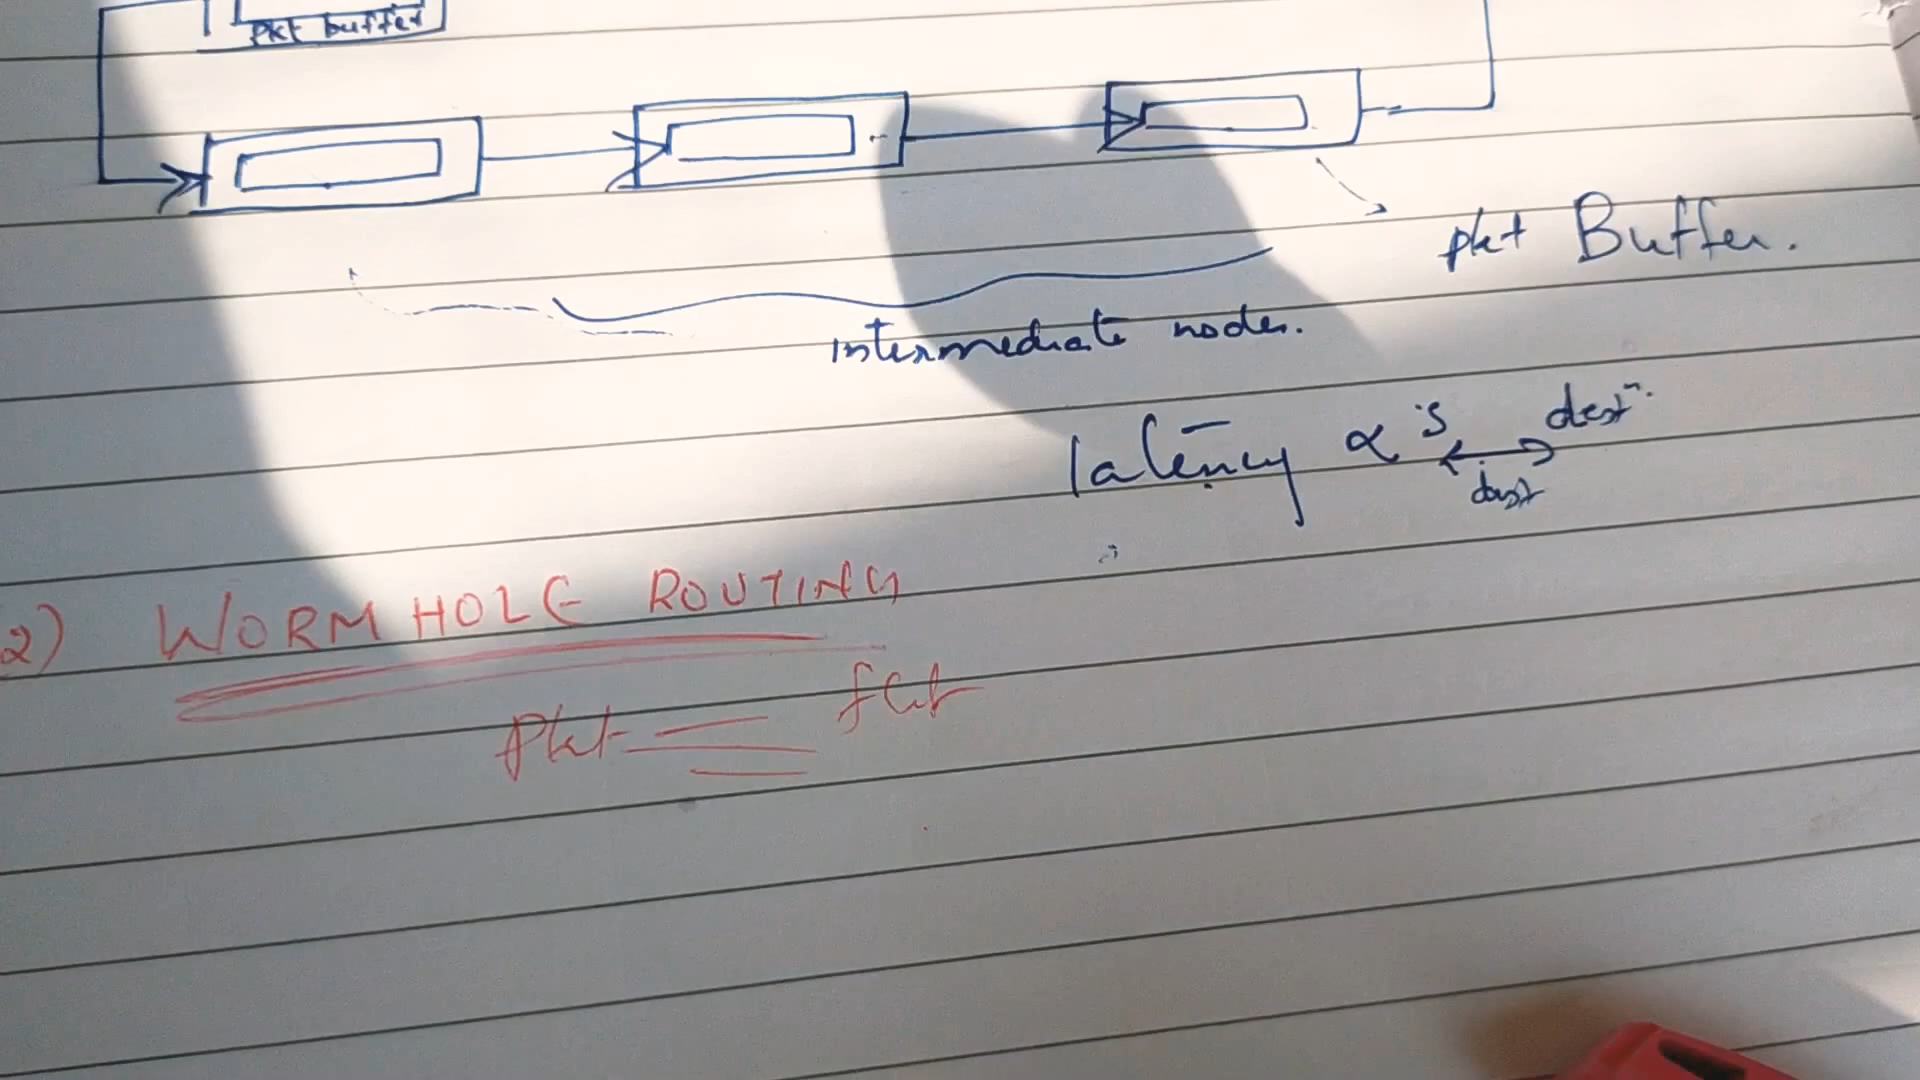 pkt buffer
pkt Buffer.
intermediate nodes.
latency ∝ S dest^n.
dist
2) WORMHOLE ROUTING
pkt flit